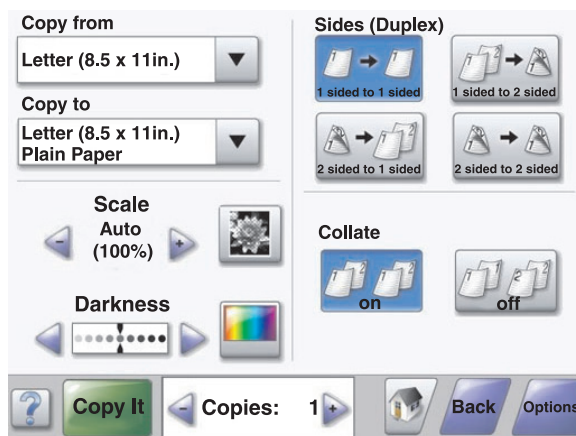 Copy from
Letter (8.5 x 11in.)
Copy to
Letter (8.5 x 11in.)
Plain Paper
Scale
Auto
(100%)
Darkness
Sides (Duplex)
1 sided to 1 sided
1 sided to 2 sided
2 sided to 1 sided
2 sided to 2 sided
Collate
on
off
?
Copy It
Copies: 1
Back
Options